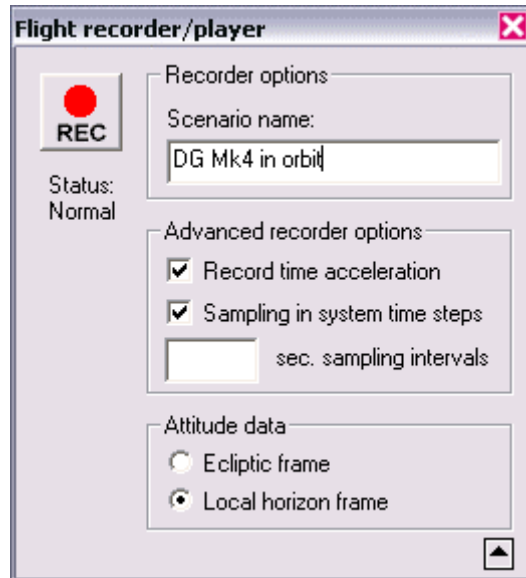 Flight recorder/player
REC
Status:
Normal
Recorder options
Scenario name:
DG Mk4 in orbit
Advanced recorder options
Record time acceleration
Sampling in system time steps
sec. sampling intervals
Attitude data
Ecliptic frame
Local horizon frame